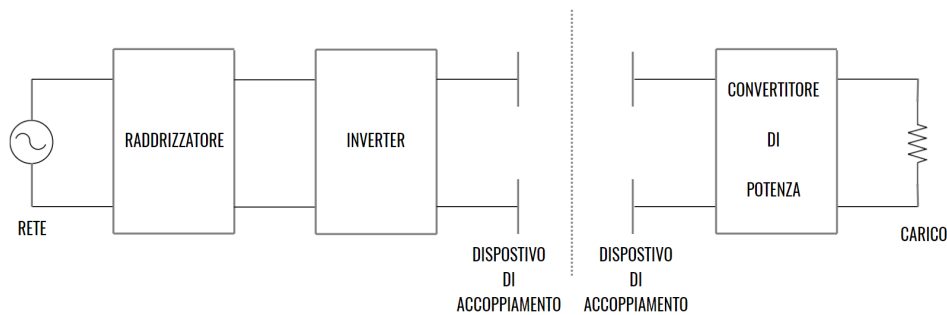 RETE
RADDRIZZATORE
INVERTER
DISPOSTIVO
DI
ACCOPPIAMENTO
DISPOSTIVO
DI
ACCOPPIAMENTO
CONVERTITORE
DI
POTENZA
CARICO